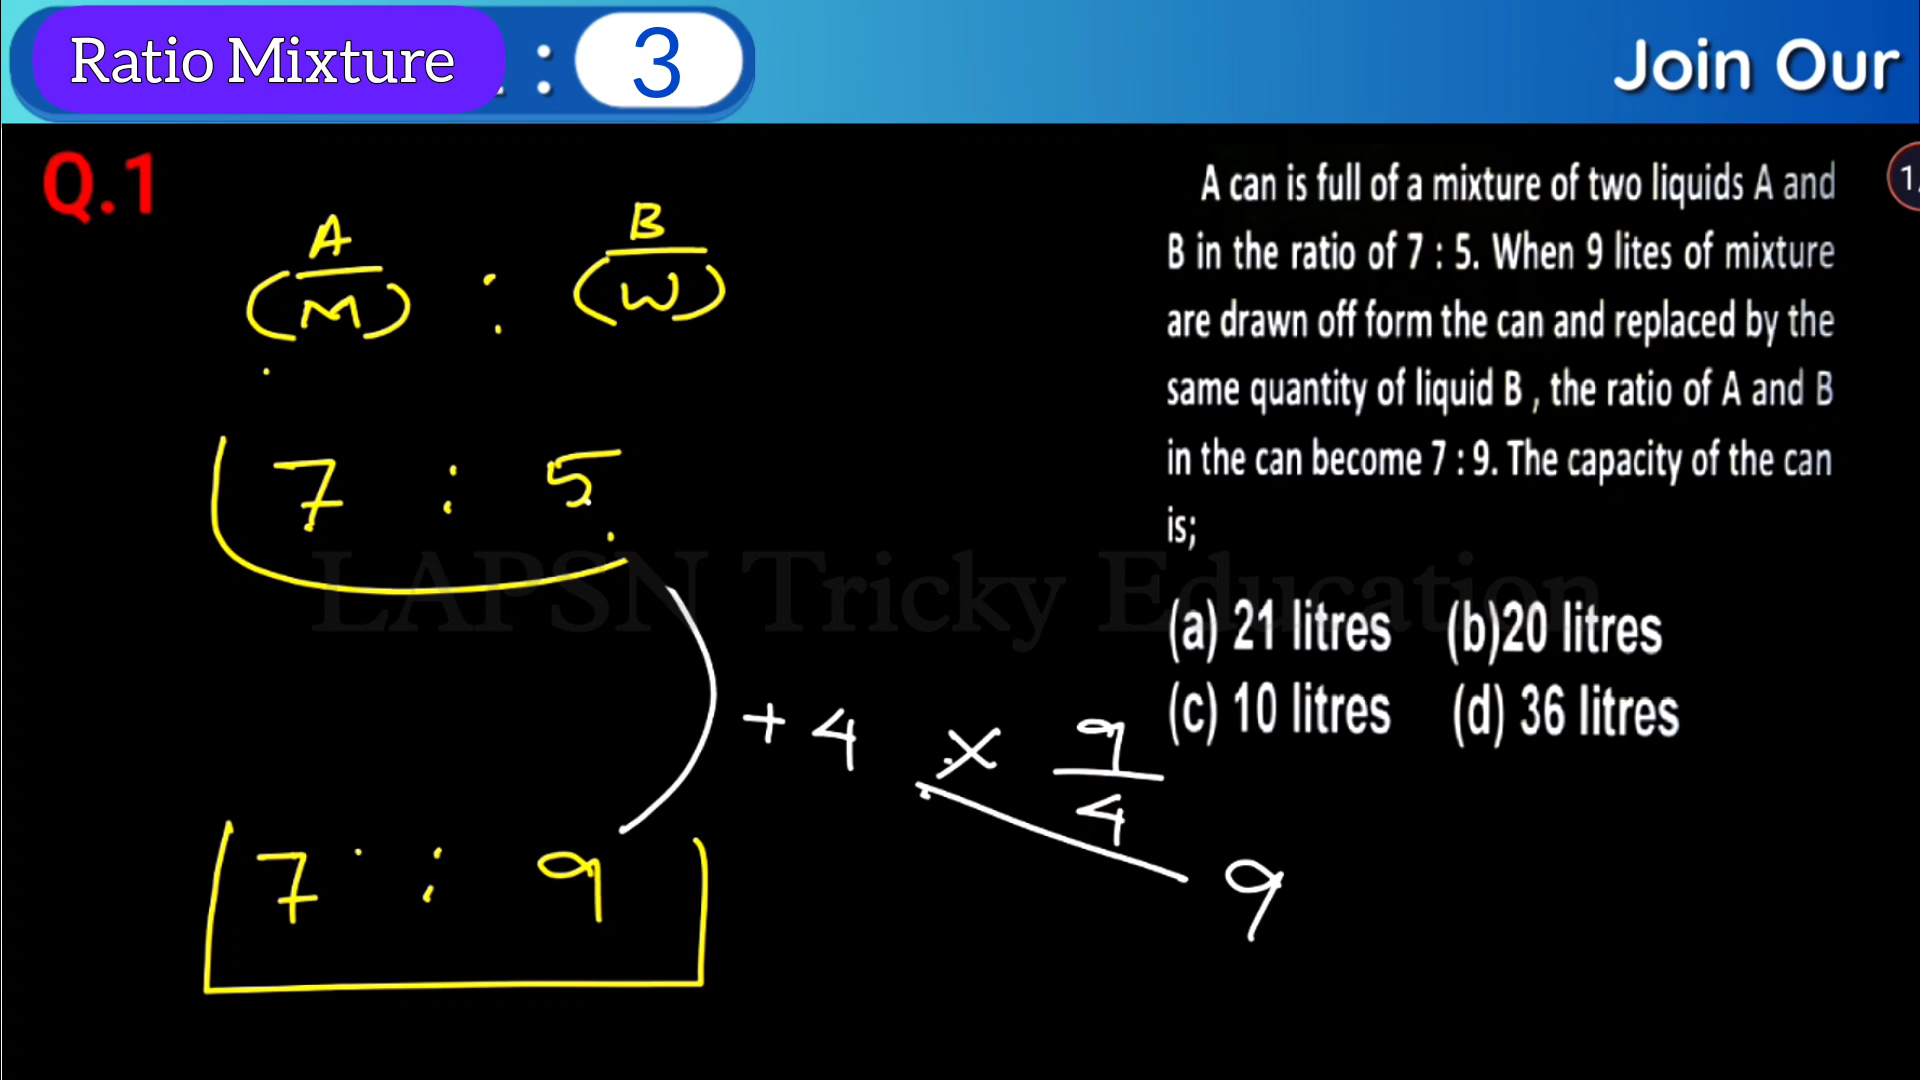 Ratio Mixture : 3
Join Our
Q.1
A : B
(M) (W)
7 : 5
+ 4 × 9/4
9
7 : 9
A can is full of a mixture of two liquids A and
B in the ratio of 7 : 5. When 9 lites of mixture
are drawn off form the can and replaced by the
same quantity of liquid B , the ratio of A and B
in the can become 7 : 9. The capacity of the can
is;
(a) 21 litres (b)20 litres
(c) 10 litres (d) 36 litres
LAPSN Tricky Education